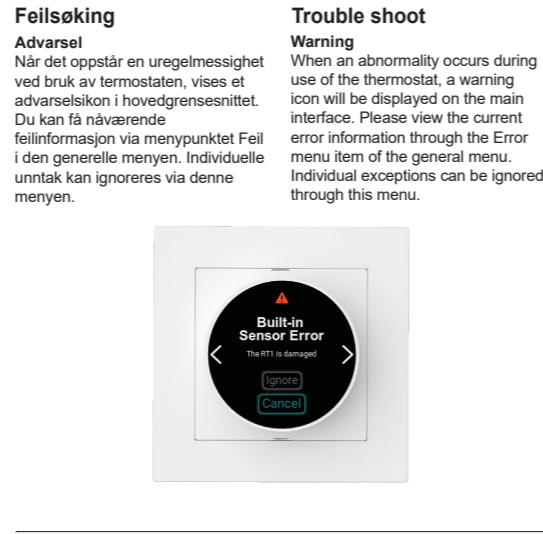 Feilsøking
Advarsel
Når det oppstår en uregelmessighet
ved bruk av termostaten, vises et
advarselsikon i hovedgrensesnittet.
Du kan få nåværende
feilinformasjon via menypunktet Feil
i den generelle menyen. Individuelle
unntak kan ignoreres via denne
menyen.
Trouble shoot
Warning
When an abnormality occurs during
use of the thermostat, a warning
icon will be displayed on the main
interface. Please view the current
error information through the Error
menu item of the general menu.
Individual exceptions can be ignored
through this menu.
Built-in
Sensor Error
The RT1 is damaged
Ignore
Cancel